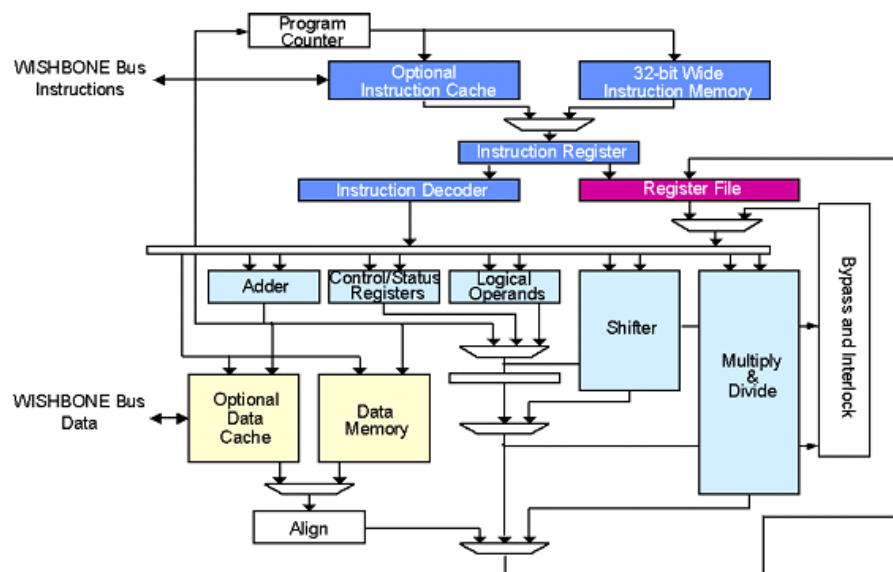 Program
Counter
WISHBONE Bus
Instructions
Optional
Instruction Cache
32-bit Wide
Instruction Memory
Instruction Register
Instruction Decoder
Register File
Adder
Control/Status
Registers
Logical
Operands
Shifter
Multiply
&
Divide
Bypass and Interlock
WISHBONE Bus
Data
Optional
Data
Cache
Data
Memory
Align